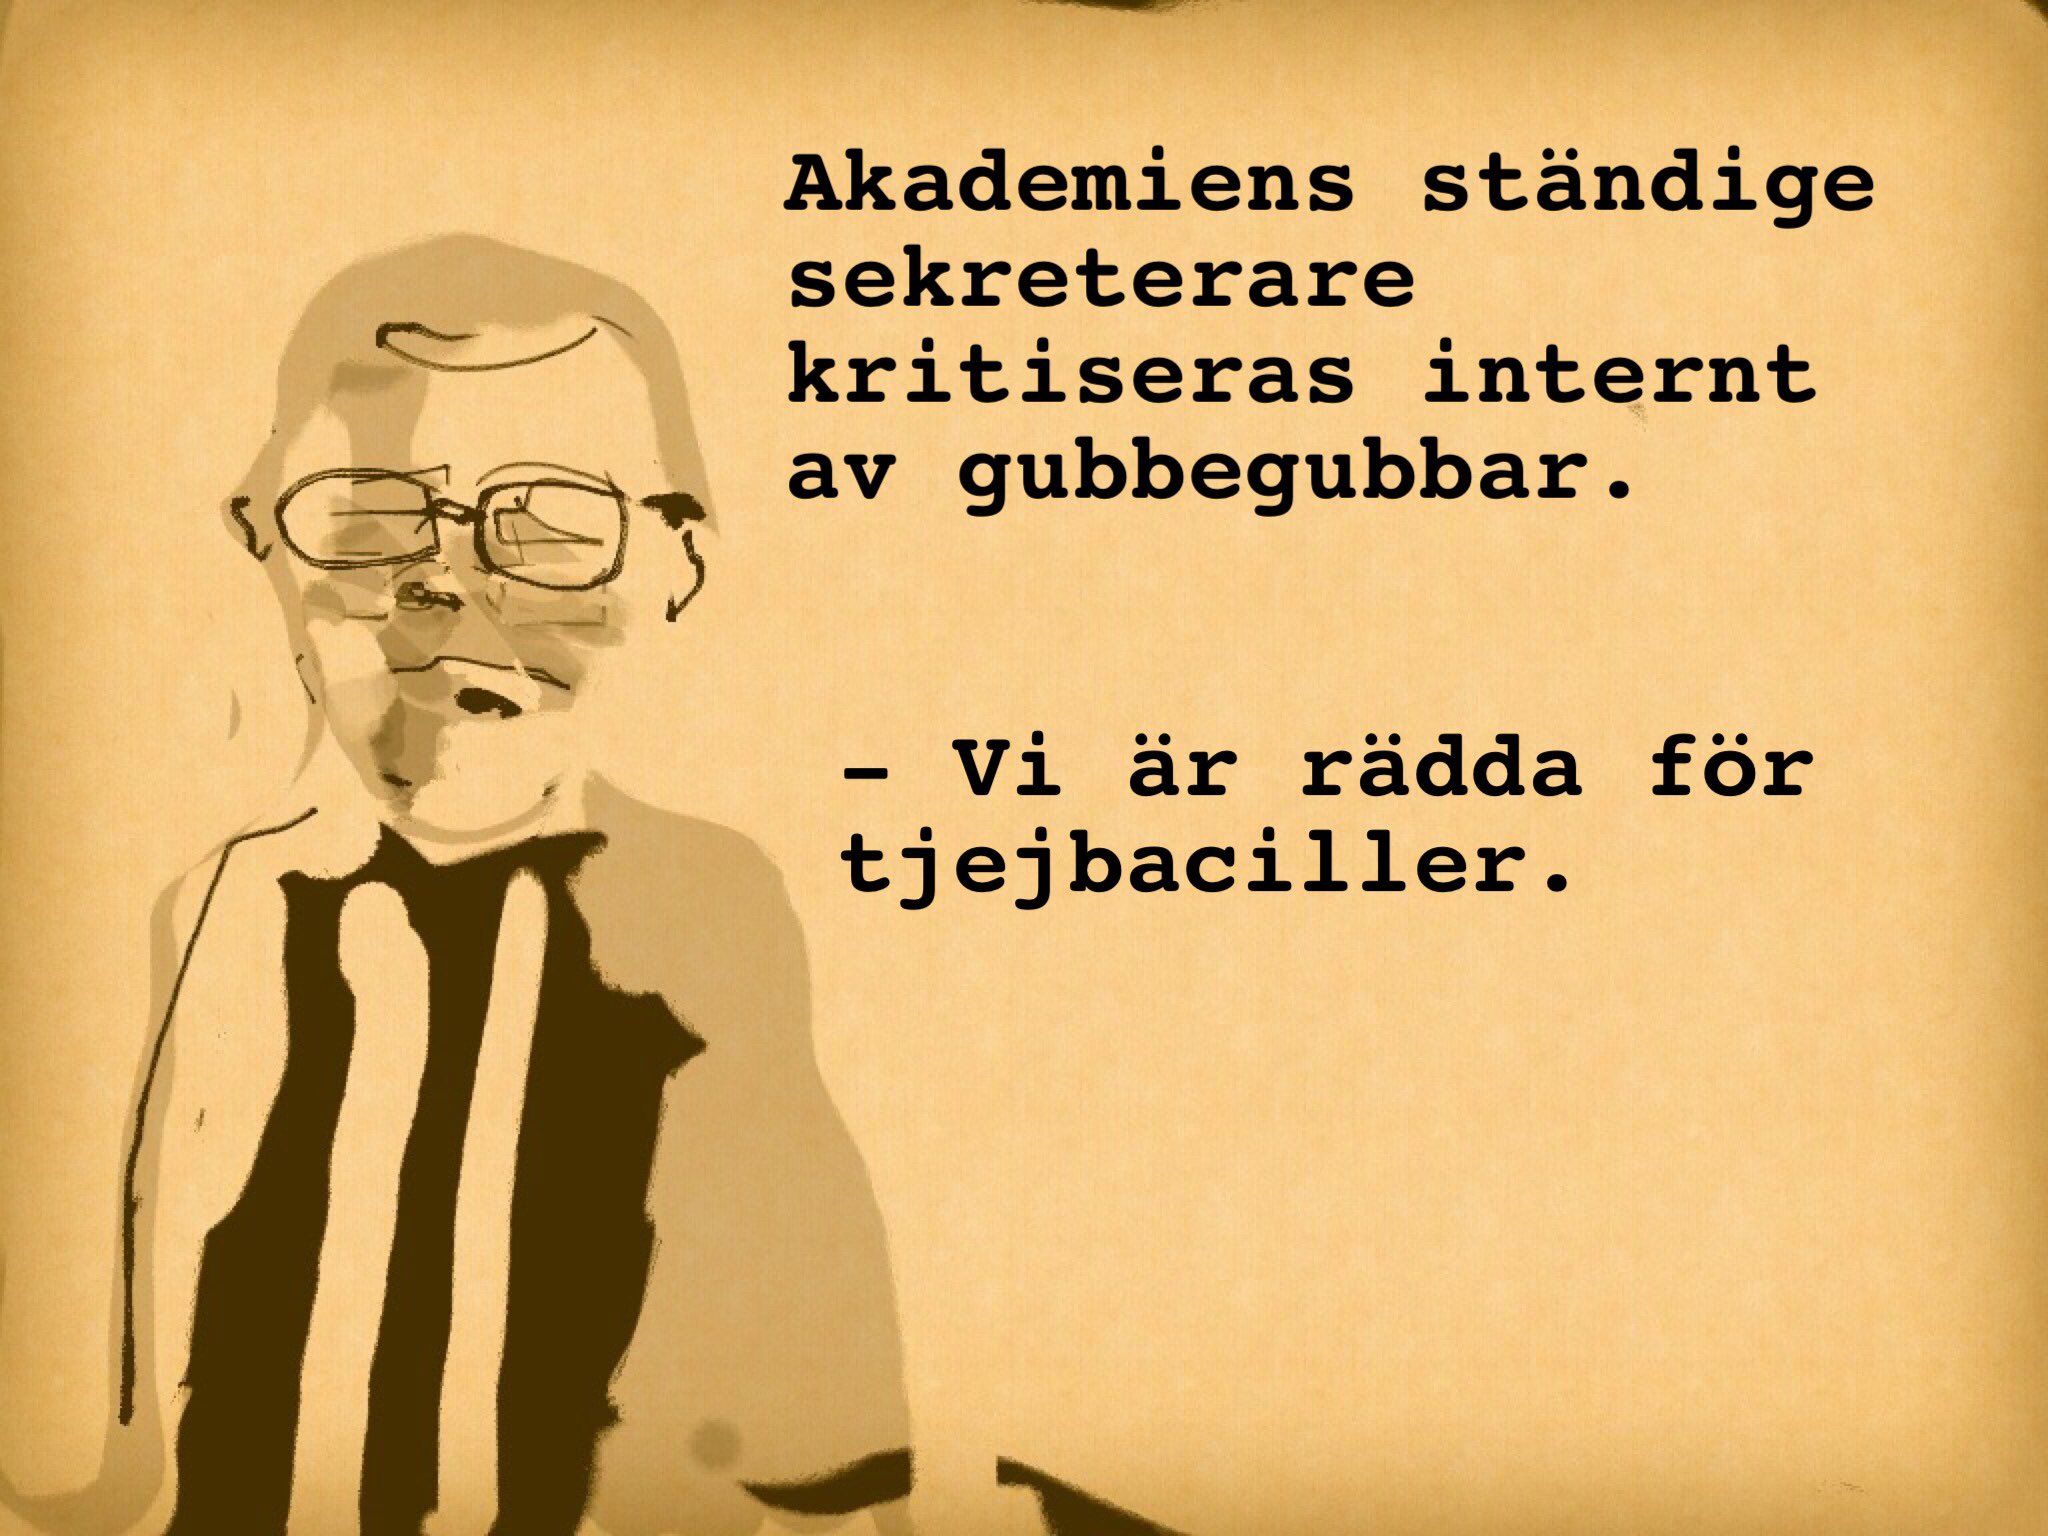 Akademiens ständige
sekreterare
kritiseras internt
av gubbegubbar.
- Vi är rädda för
tjejbaciller.